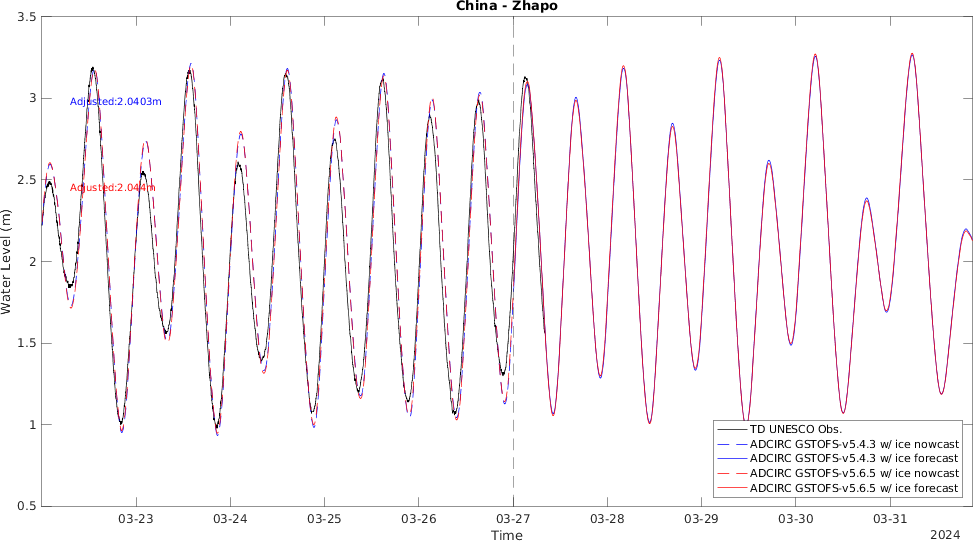 China - Zhapo
3.5
3
2.5
2
1.5
1
0.5
Water Level (m)
Adjusted:2.0403m
Adjusted:2.044m
TD UNESCO Obs.
ADCIRC GSTOFS-v5.4.3 w/ ice nowcast
ADCIRC GSTOFS-v5.4.3 w/ ice forecast
ADCIRC GSTOFS-v5.6.5 w/ ice nowcast
ADCIRC GSTOFS-v5.6.5 w/ ice forecast
03-23
03-24
03-25
03-26
03-27
03-28
03-29
03-30
03-31
Time
2024